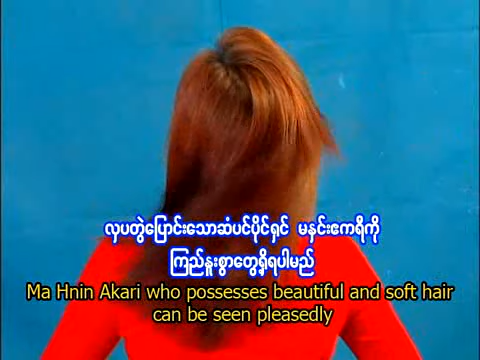 လှပတွဲပြောင်းသောဆံပင်ပိုင်ရှင် မနှင်းဧကရီကို
ကြည်နူးစွာတွေ့ရှိရပါမည်
Ma Hnin Akari who possesses beautiful and soft hair
can be seen pleasedly